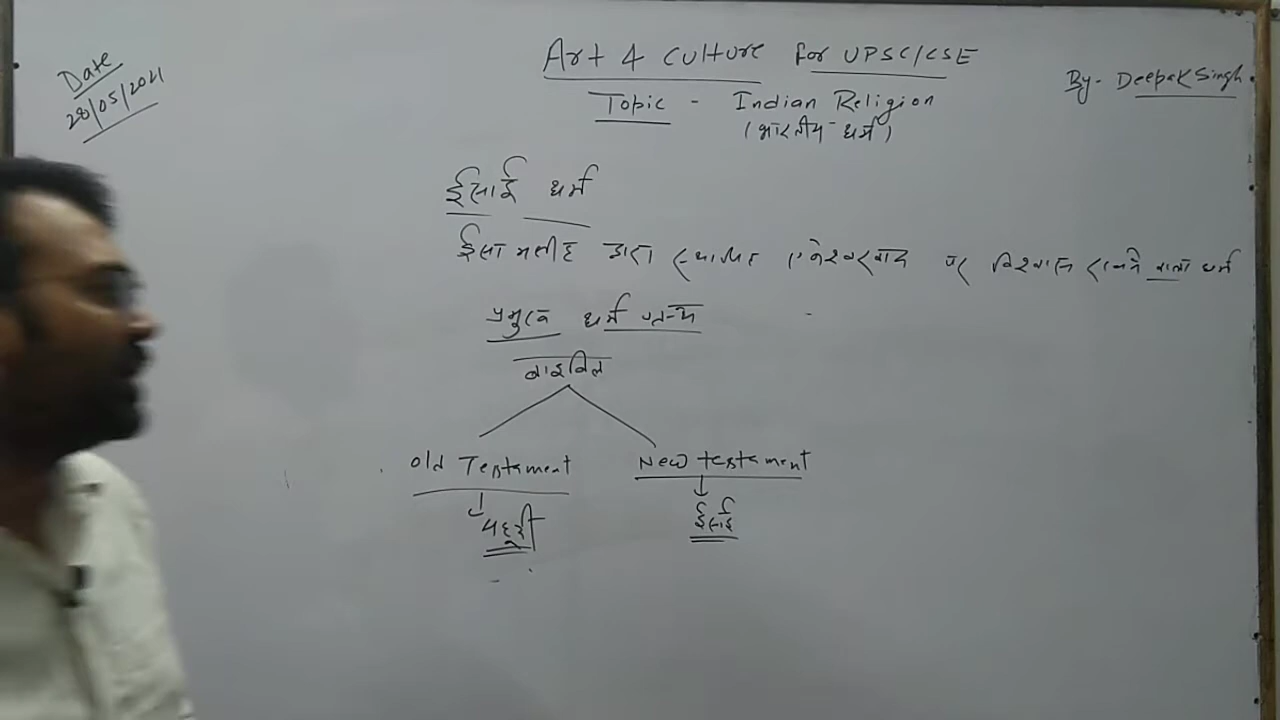 Date
28/05/2021
Art & Culture for UPSC/CSE
By- Deepak Singh
Topic - Indian Religion
(भारतीय धर्म)
ईसाई धर्म
ईसा मसीह द्वारा स्थापित एकेश्वरवाद पर विश्वास रखने वाला धर्म
प्रमुख धर्म ग्रन्थ
बाइबिल
Old Testament New testament
यहूदी ईसाई